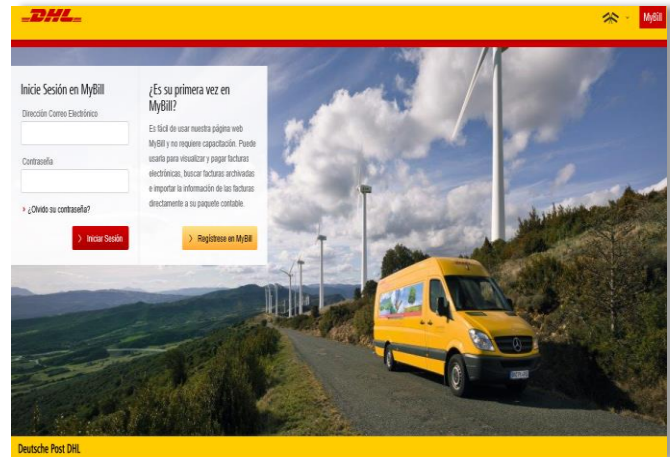 DHL
MyBill
Inicie Sesión en MyBill
Dirección Correo Electrónico
Contraseña
¿Olvido su contraseña?
Iniciar Sesión
¿Es su primera vez en
MyBill?
Es fácil de usar nuestra página web
MyBill y no requiere capacitación. Puede
usarla para visualizar y pagar facturas
electrónicas, buscar facturas archivadas
e importar la información de las facturas
directamente a su paquete contable.
Regístrese en MyBill
Deutsche Post DHL